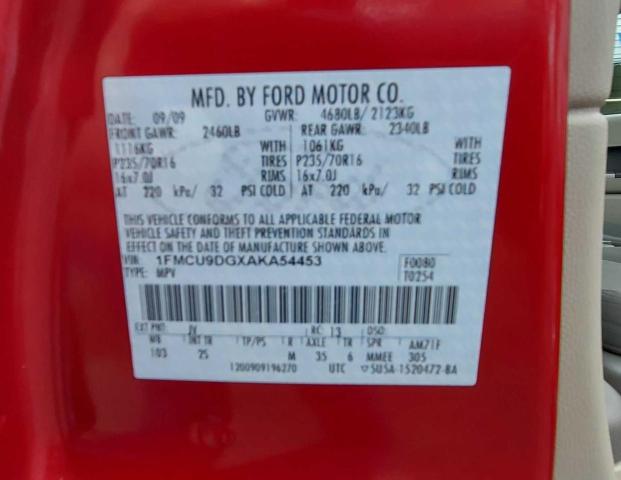 MFD. BY FORD MOTOR CO.
DATE: 09/09 GVWR: 4680LB/ 2123KG
FRONT GAWR: 2460LB REAR GAWR: 2340LB
1116KG WITH 1061KG WITH
P235/70R16 TIRES P235/70R16 TIRES
16x7.0J RIMS 16x7.0J RIMS
AT 220 kPa/ 32 PSI COLD AT 220 kPa/ 32 PSI COLD
THIS VEHICLE CONFORMS TO ALL APPLICABLE FEDERAL MOTOR
VEHICLE SAFETY AND THEFT PREVENTION STANDARDS IN
EFFECT ON THE DATE OF MANUFACTURE SHOWN ABOVE.
VIN: 1FMCU9DGXAKA54453 F0080
TYPE: MPV T0254
EXT PNT: JV RC: 13 DSO:
WB INT TR TP/PS R AXLE TR SPR AM71F
103 25 M 35 6 MMEE 305
1200909196270 UTC 5U5A-1520472-BA